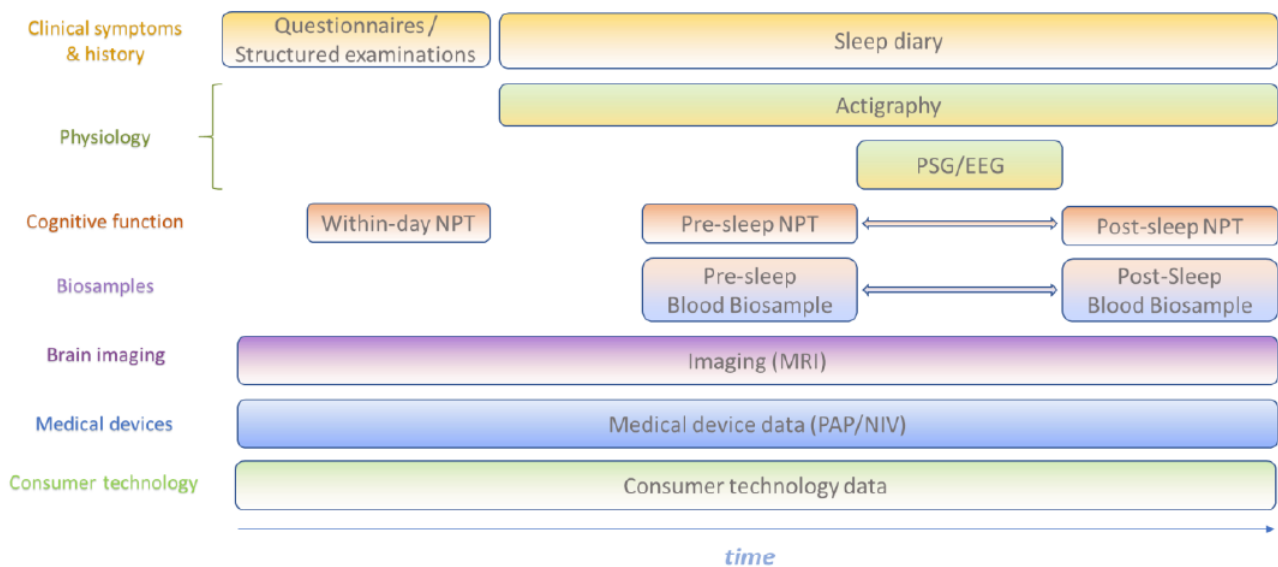 Clinical symptoms
& history
Questionnaires /
Structured examinations
Sleep diary
Physiology
Actigraphy
PSG/EEG
Cognitive function
Within-day NPT
Pre-sleep NPT
Post-sleep NPT
Biosamples
Pre-sleep
Blood Biosample
Post-Sleep
Blood Biosample
Brain imaging
Imaging (MRI)
Medical devices
Medical device data (PAP/NIV)
Consumer technology
Consumer technology data
time